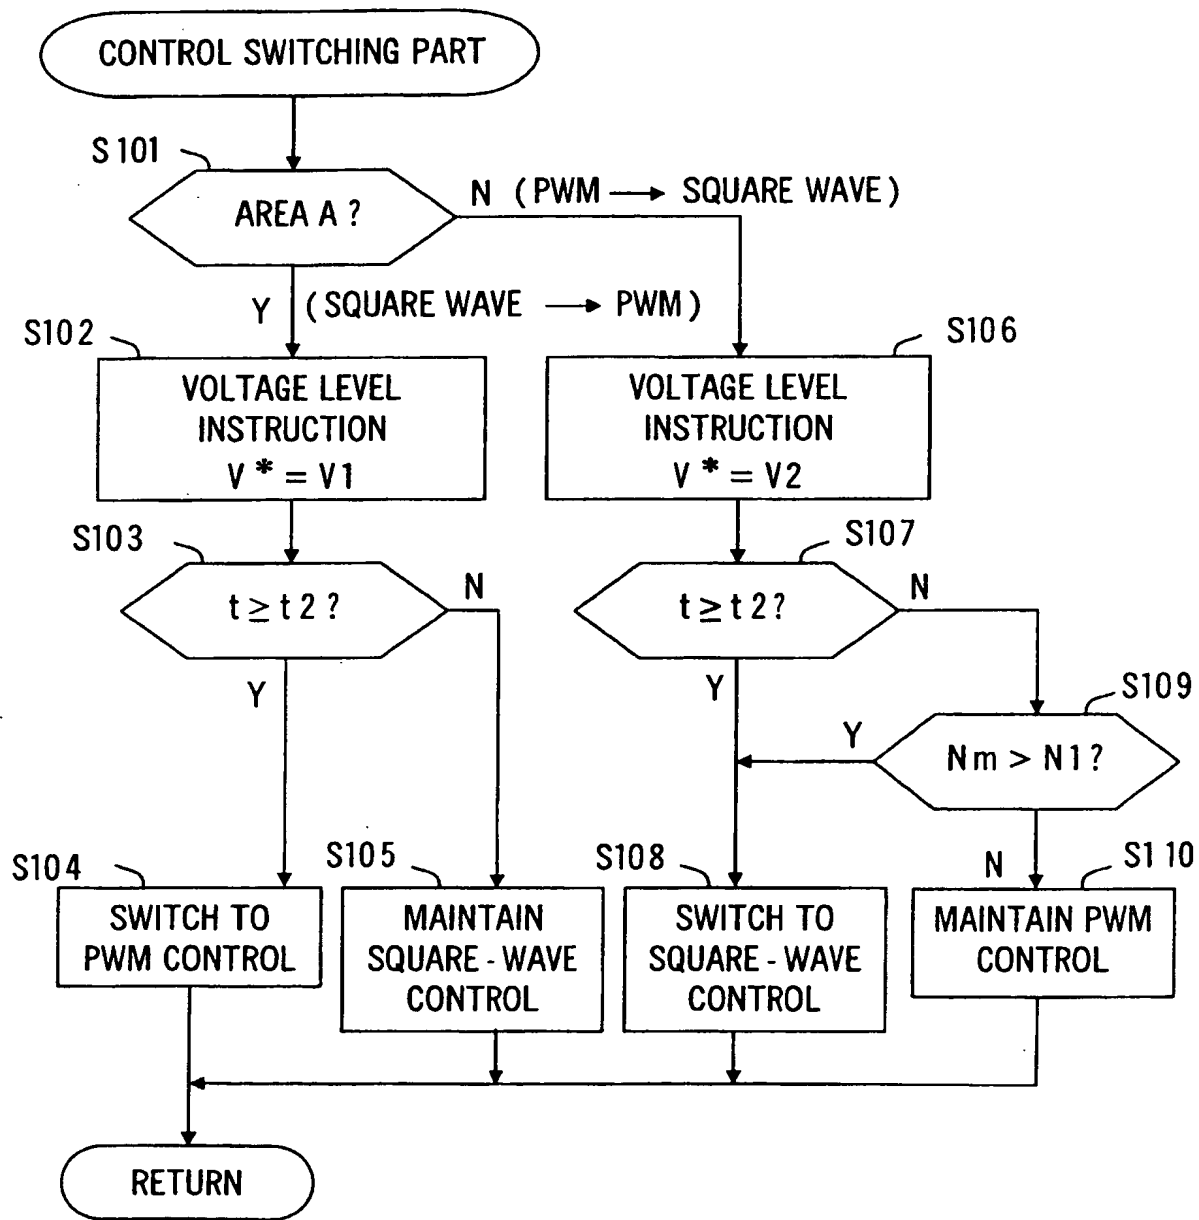 CONTROL SWITCHING PART
S101
AREA A ?
N (PWM → SQUARE WAVE)
Y (SQUARE WAVE → PWM)
S102
VOLTAGE LEVEL
INSTRUCTION
V * = V1
S106
VOLTAGE LEVEL
INSTRUCTION
V * = V2
S103
t ≥ t2 ?
N
Y
S107
t ≥ t2 ?
N
Y
S109
Nm > N1 ?
Y
N
S104
SWITCH TO
PWM CONTROL
S105
MAINTAIN
SQUARE - WAVE
CONTROL
S108
SWITCH TO
SQUARE - WAVE
CONTROL
S110
MAINTAIN PWM
CONTROL
RETURN